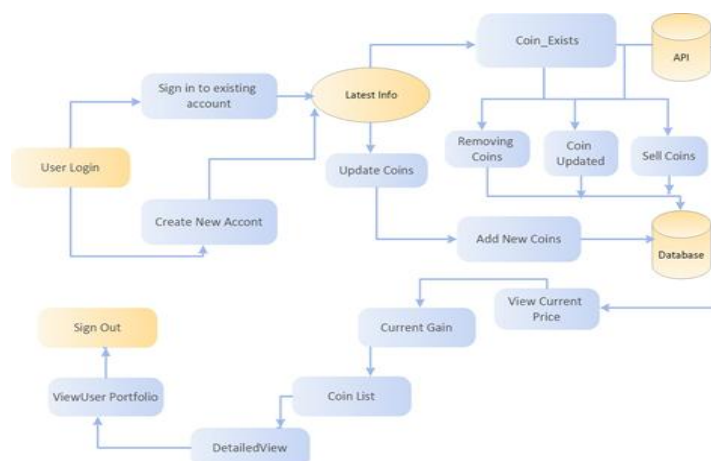 Coin_Exists
API
Sign in to existing
account
Latest Info
Removing
Coins
Coin
Updated
Sell Coins
User Login
Update Coins
Create New Accont
Add New Coins
Database
View Current
Price
Sign Out
Current Gain
ViewUser Portfolio
Coin List
DetailedView